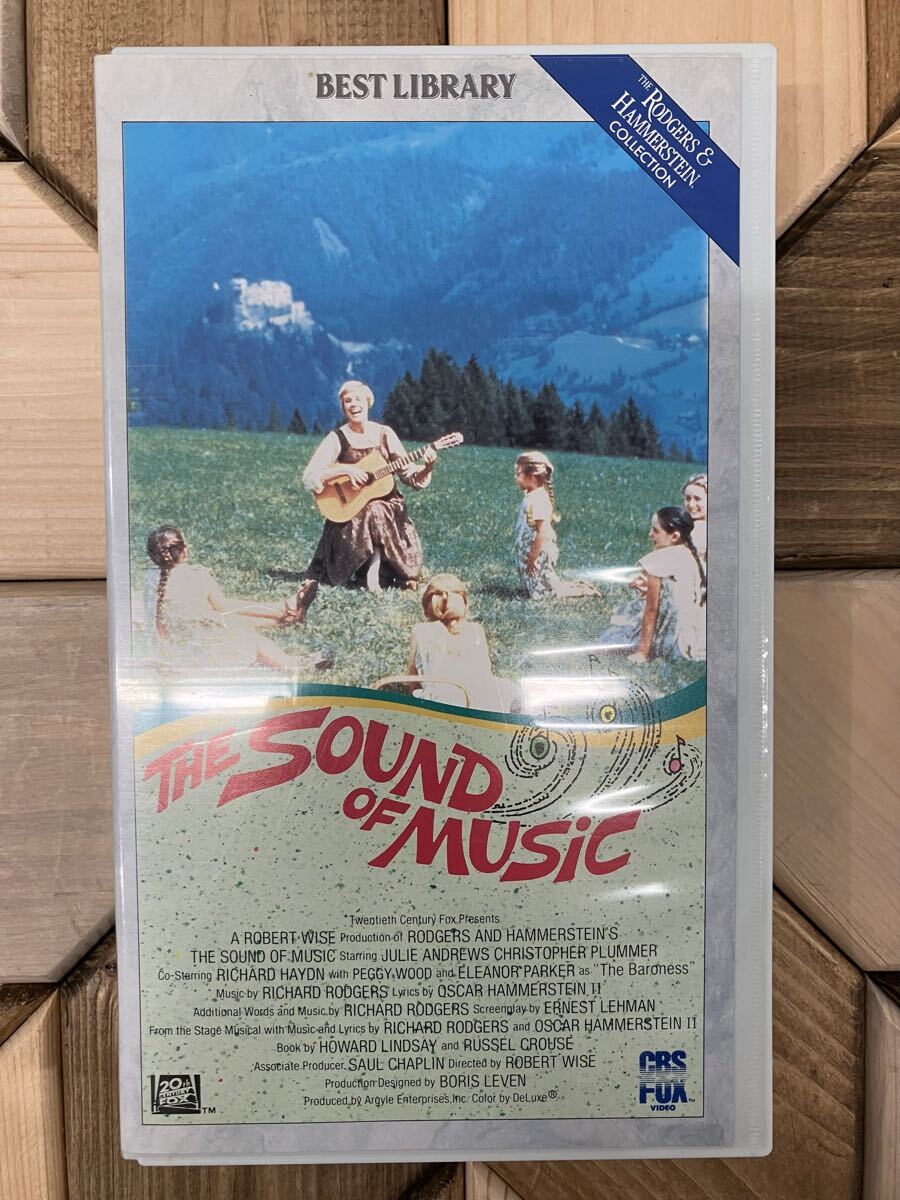 BEST LIBRARY
THE RODGERS &
HAMMERSTEIN
COLLECTION
THE SOUND
OF MUSIC
Twentieth Century Fox Presents
A ROBERT WISE Production of RODGERS AND HAMMERSTEIN'S
THE SOUND OF MUSIC Starring JULIE ANDREWS CHRISTOPHER PLUMMER
Co-Starring RICHARD HAYDN with PEGGY WOOD and ELEANOR PARKER as "The Baroness"
Music by RICHARD RODGERS Lyrics by OSCAR HAMMERSTEIN II
Additional Words and Music by RICHARD RODGERS Screenplay by ERNEST LEHMAN
From the Stage Musical with Music and Lyrics by RICHARD RODGERS and OSCAR HAMMERSTEIN II
Book by HOWARD LINDSAY and RUSSEL CROUSE
Associate Producer SAUL CHAPLIN Directed by ROBERT WISE
Production Designed by BORIS LEVEN
Produced by Argyle Enterprises, Inc. Color by DeLuxe®
20TH
CENTURY
FOX
TM
CBS
FOX
VIDEO
TM